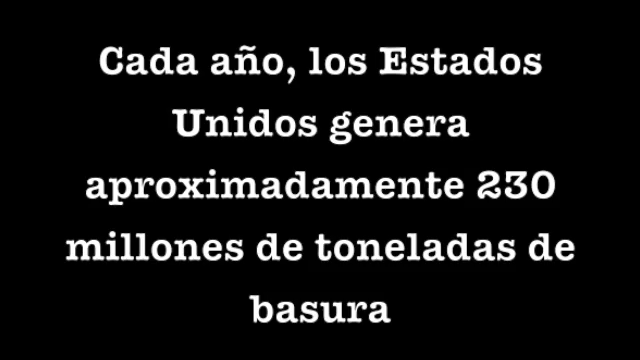 Cada año, los Estados
Unidos genera
aproximadamente 230
millones de toneladas de
basura